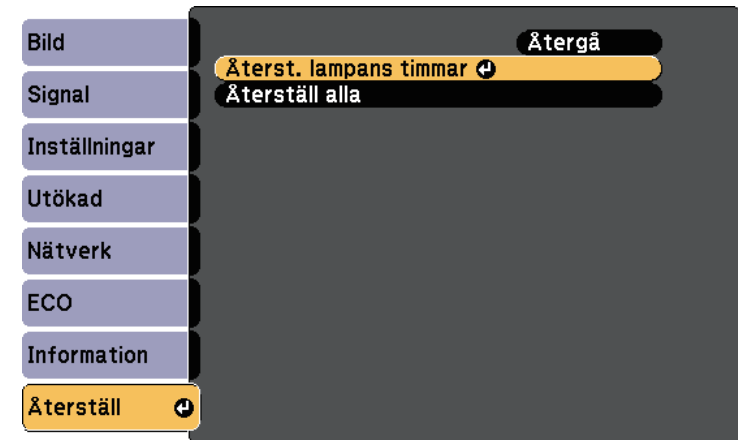 Bild
Signal
Inställningar
Utökad
Nätverk
ECO
Information
Återställ
Återgå
Återst. lampans timmar
Återställ alla